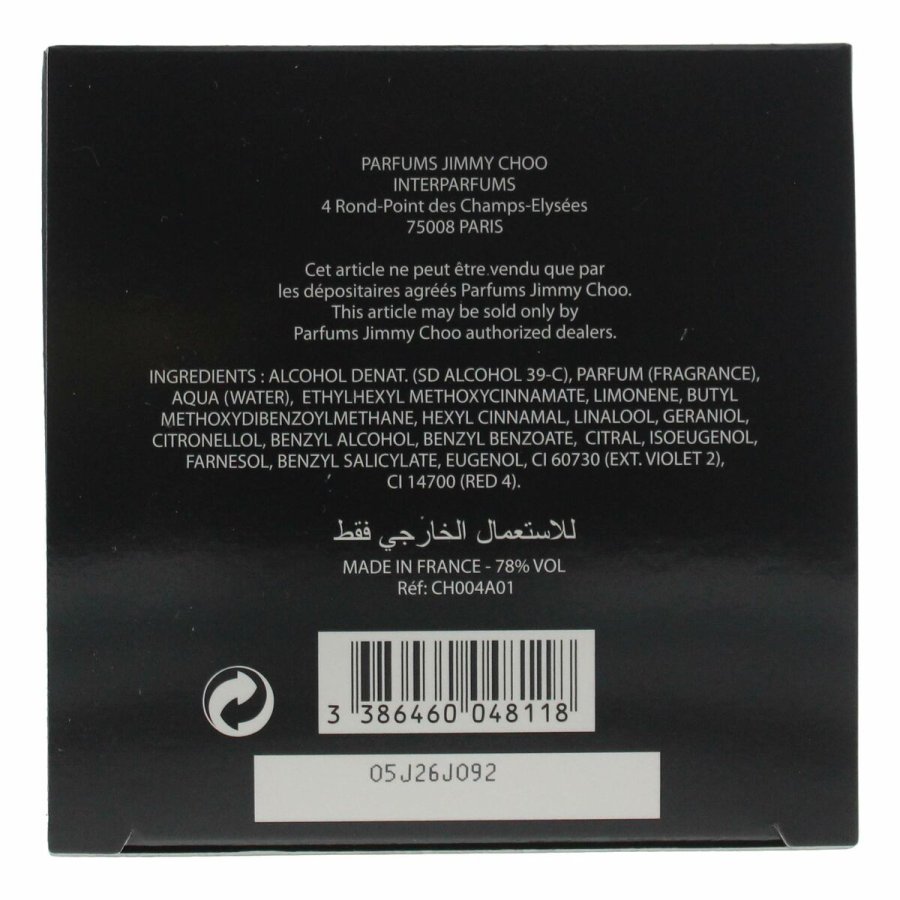 PARFUMS JIMMY CHOO
INTERPARFUMS
4 Rond-Point des Champs-Elysées
75008 PARIS
Cet article ne peut être vendu que par
les dépositaires agréés Parfums Jimmy Choo.
This article may be sold only by
Parfums Jimmy Choo authorized dealers.
INGREDIENTS : ALCOHOL DENAT. (SD ALCOHOL 39-C), PARFUM (FRAGRANCE),
AQUA (WATER), ETHYLHEXYL METHOXYCINNAMATE, LIMONENE, BUTYL
METHOXYDIBENZOYLMETHANE, HEXYL CINNAMAL, LINALOOL, GERANIOL,
CITRONELLOL, BENZYL ALCOHOL, BENZYL BENZOATE, CITRAL, ISOEUGENOL,
FARNESOL, BENZYL SALICYLATE, EUGENOL, CI 60730 (EXT. VIOLET 2),
CI 14700 (RED 4).
للاستعمال الخارجي فقط
MADE IN FRANCE - 78% VOL
Réf: CH004A01
3 386460 048118
05J26J092